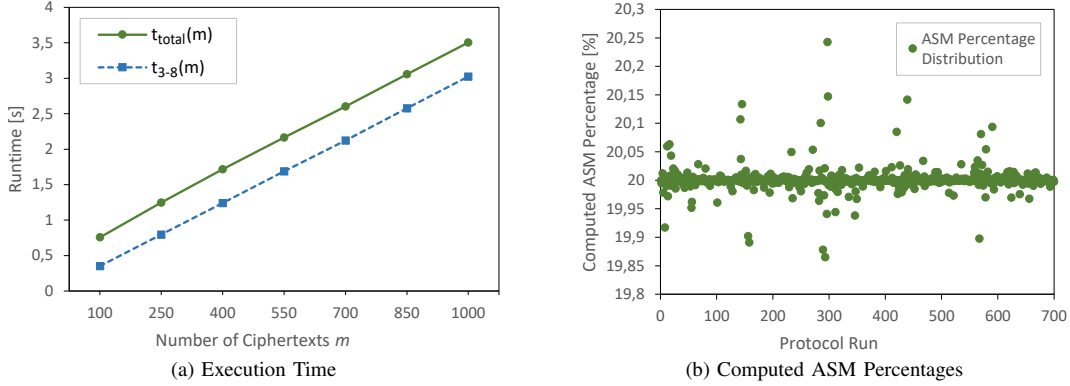 4
3,5
3
2,5
2
1,5
1
0,5
0
Runtime [s]
t_total(m)
t_3-8(m)
100 250 400 550 700 850 1000
Number of Ciphertexts m
(a) Execution Time
20,3
20,25
20,2
20,15
20,1
20,05
20
19,95
19,9
19,85
19,8
Computed ASM Percentage [%]
ASM Percentage
Distribution
0 100 200 300 400 500 600 700
Protocol Run
(b) Computed ASM Percentages